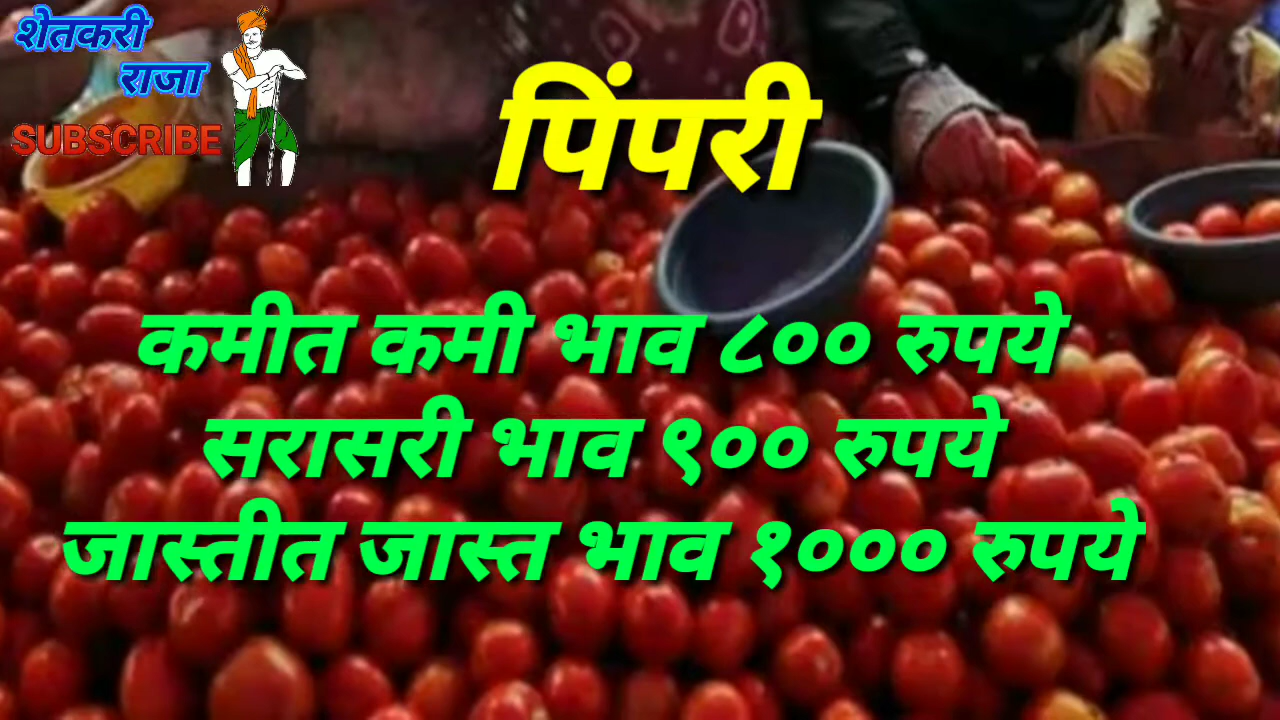 शेतकरी
राजा
SUBSCRIBE
पिंपरी
कमीत कमी भाव ८०० रुपये
सरासरी भाव ९०० रुपये
जास्तीत जास्त भाव १००० रुपये